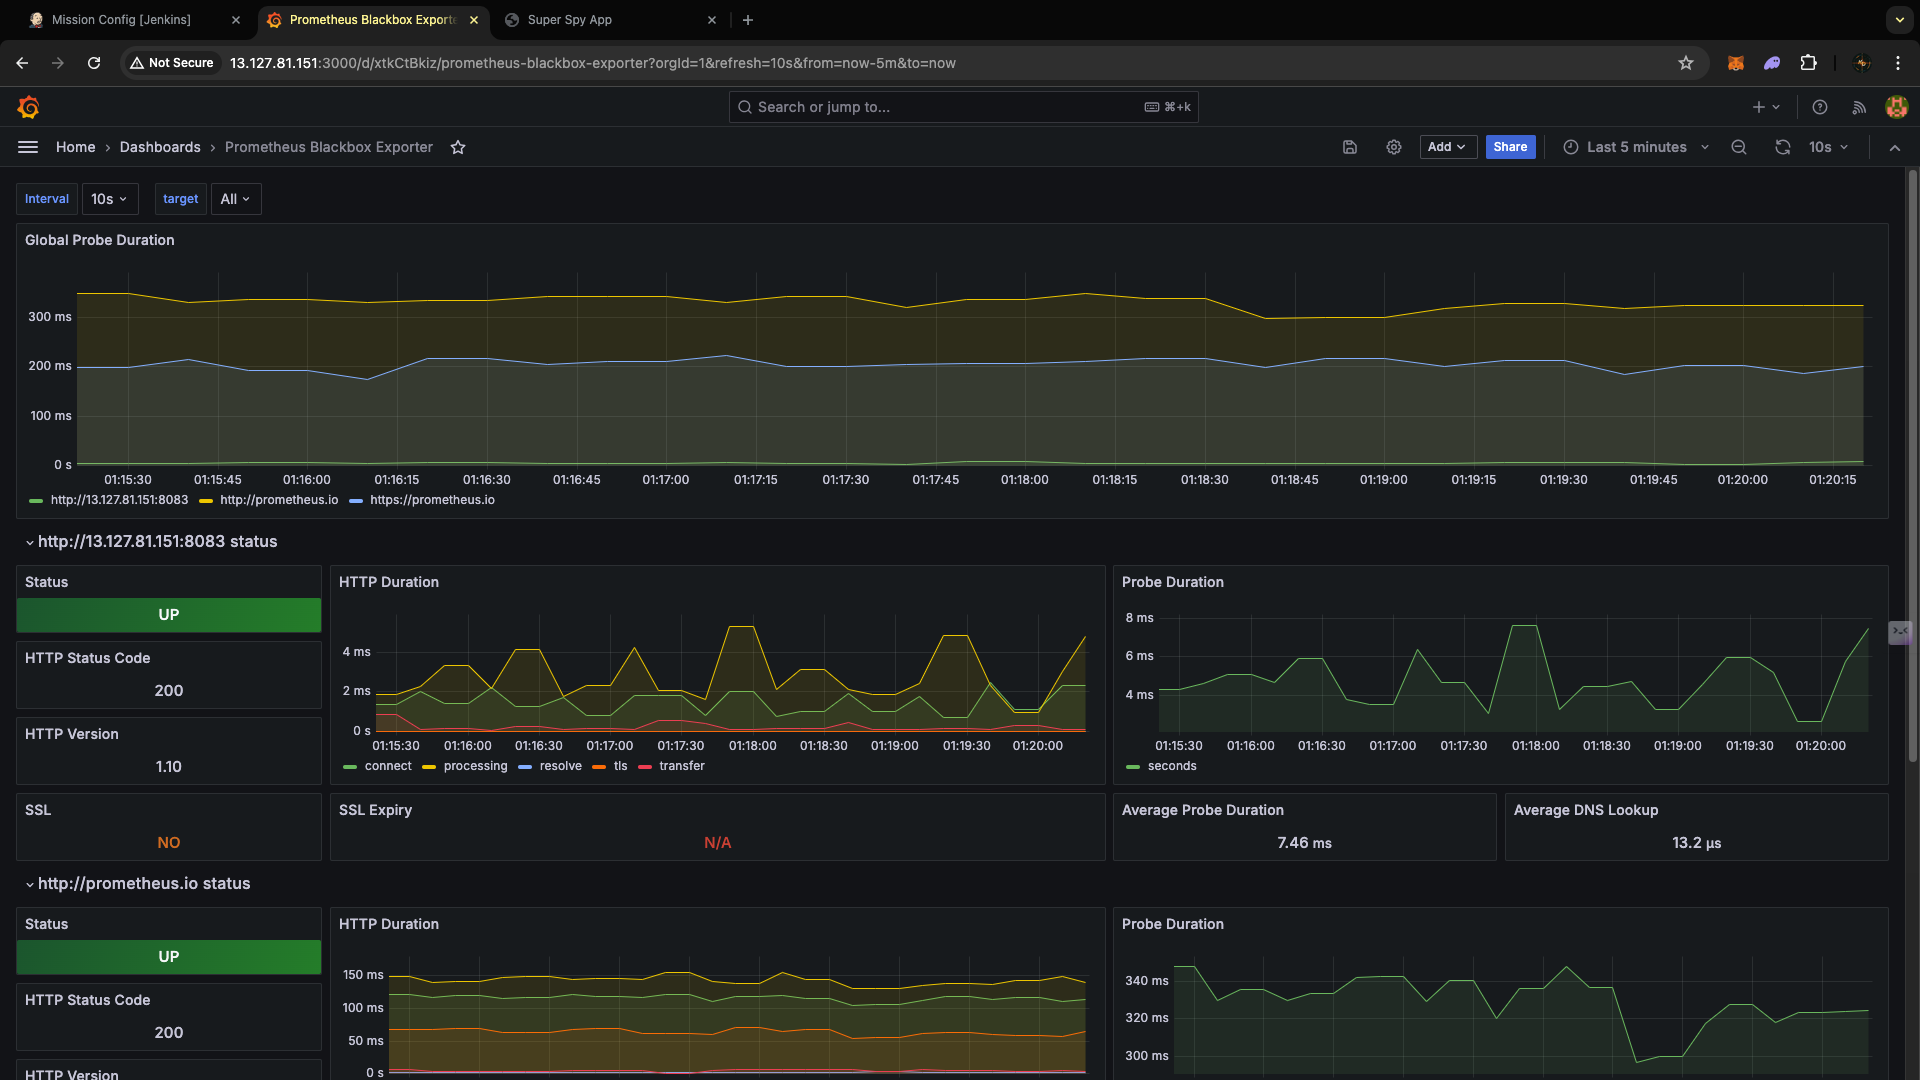 Mission Config [Jenkins]
Prometheus Blackbox Exporte
Super Spy App
Not Secure
13.127.81.151:3000/d/xtkCtBkiz/prometheus-blackbox-exporter?orgId=1&refresh=10s&from=now-5m&to=now
Search or jump to...
⌘+k
Home
Dashboards
Prometheus Blackbox Exporter
Add
Share
Last 5 minutes
10s
Interval
10s
target
All
Global Probe Duration
300 ms
200 ms
100 ms
0 s
01:15:30 01:15:45 01:16:00 01:16:15 01:16:30 01:16:45 01:17:00 01:17:15 01:17:30 01:17:45 01:18:00 01:18:15 01:18:30 01:18:45 01:19:00 01:19:15 01:19:30 01:19:45 01:20:00 01:20:15
http://13.127.81.151:8083 http://prometheus.io https://prometheus.io
http://13.127.81.151:8083 status
Status
UP
HTTP Status Code
200
HTTP Version
1.10
HTTP Duration
4 ms
2 ms
0 s
01:15:30 01:16:00 01:16:30 01:17:00 01:17:30 01:18:00 01:18:30 01:19:00 01:19:30 01:20:00
connect processing resolve tls transfer
Probe Duration
8 ms
6 ms
4 ms
01:15:30 01:16:00 01:16:30 01:17:00 01:17:30 01:18:00 01:18:30 01:19:00 01:19:30 01:20:00
seconds
SSL
NO
SSL Expiry
N/A
Average Probe Duration
7.46 ms
Average DNS Lookup
13.2 µs
http://prometheus.io status
Status
UP
HTTP Status Code
200
HTTP Version
HTTP Duration
150 ms
100 ms
50 ms
0 s
Probe Duration
340 ms
320 ms
300 ms